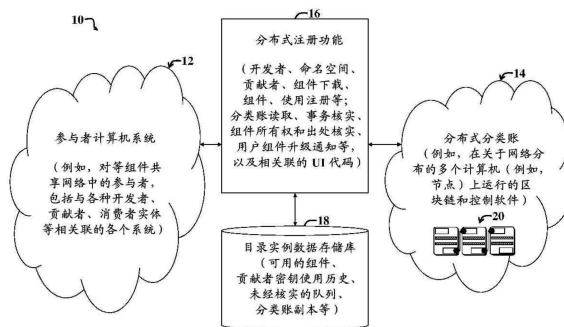 10
12
参与者计算机系统
(例如,对等组件共
享网络中的参与者,
包括与各种开发者、
贡献者、消费者实体
等相关联的各个系统)
16
分布式注册功能
(开发者、命名空间、
贡献者、组件下载、
组件、使用注册等;
分类账读取、事务核实、
组件所有权和出处核实、
用户组件升级通知等,
以及相关联的 UI 代码)
18
目录实例数据存储库
(可用的组件、
贡献者密钥使用历史、
未经核实的队列、
分类账副本等)
14
分布式分类账
(例如,在关于网络分
布的多个计算机(例如,
节点)上运行的区
块链和控制软件)
20